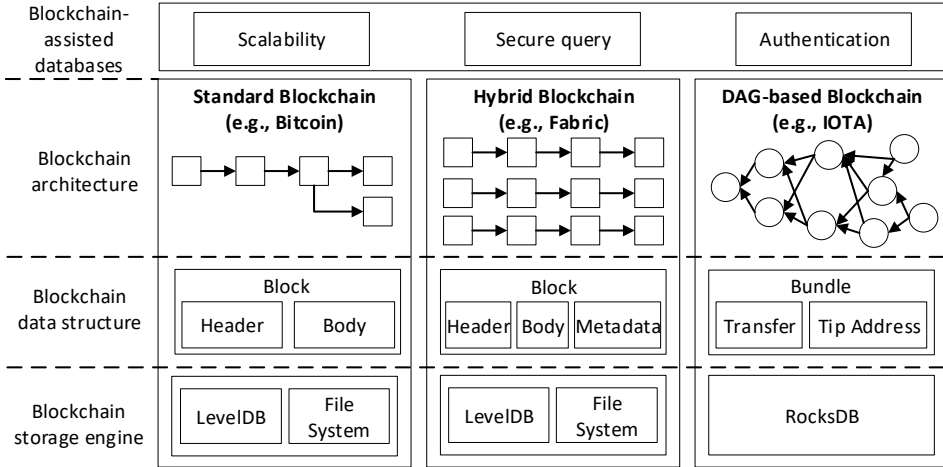 Blockchain-
assisted
databases
Scalability
Secure query
Authentication
Blockchain
architecture
Standard Blockchain
(e.g., Bitcoin)
Hybrid Blockchain
(e.g., Fabric)
DAG-based Blockchain
(e.g., IOTA)
Blockchain
data structure
Block
Header
Body
Block
Header
Body
Metadata
Bundle
Transfer
Tip Address
Blockchain
storage engine
LevelDB
File
System
LevelDB
File
System
RocksDB